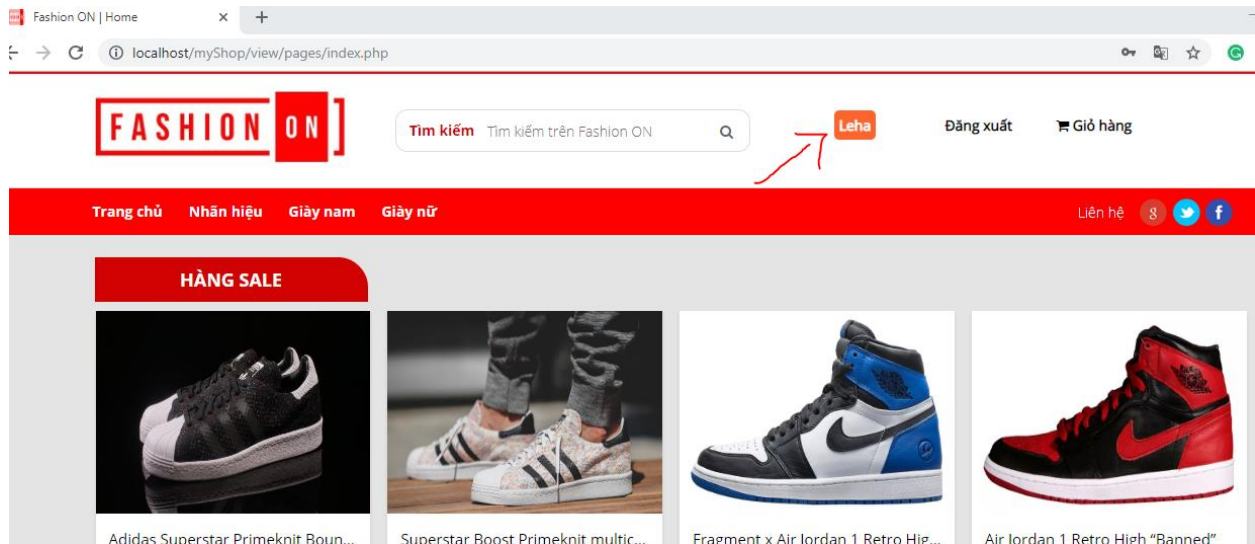 Fashion ON | Home
localhost/myShop/view/pages/index.php
FASHION ON
Tìm kiếm Tìm kiếm trên Fashion ON
Leha
Đăng xuất
Giỏ hàng
Trang chủ Nhãn hiệu Giày nam Giày nữ
Liên hệ
HÀNG SALE
Adidas Superstar Primeknit Boun...
Superstar Boost Primeknit multic...
Fragment x Air Jordan 1 Retro Hig...
Air Jordan 1 Retro High “Banned”